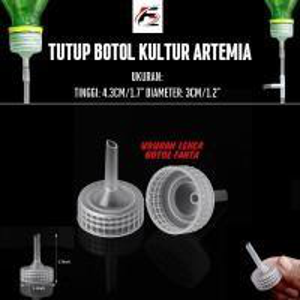 TUTUP BOTOL KULTUR ARTEMIA
UKURAN:
TINGGI: 4.3CM/1.7" DIAMETER: 3CM/1.2"
UKURAN LEHER
BOTOL FANTA